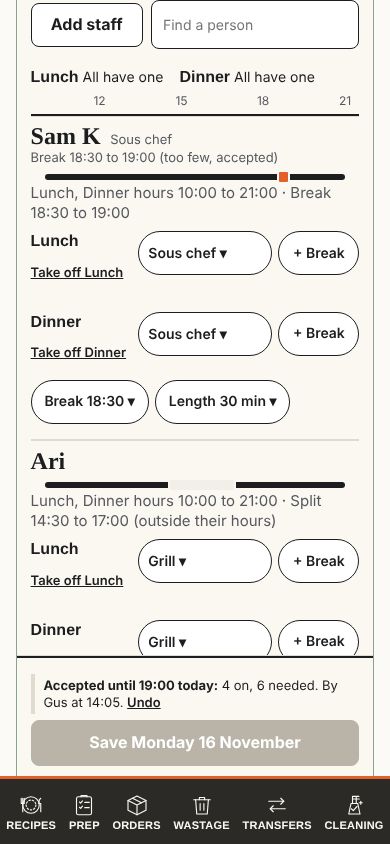 Add staff Find a person
Lunch All have one Dinner All have one
12 15 18 21
Sam K Sous chef
Break 18:30 to 19:00 (too few, accepted)
Lunch, Dinner hours 10:00 to 21:00 · Break
18:30 to 19:00
Lunch
Sous chef ▾ + Break
Take off Lunch
Dinner
Sous chef ▾ + Break
Take off Dinner
Break 18:30 ▾ Length 30 min ▾
Ari
Lunch, Dinner hours 10:00 to 21:00 · Split
14:30 to 17:00 (outside their hours)
Lunch
Grill ▾ + Break
Take off Lunch
Dinner
Grill ▾ + Break
Accepted until 19:00 today: 4 on, 6 needed. By
Gus at 14:05. Undo
Save Monday 16 November
RECIPES PREP ORDERS WASTAGE TRANSFERS CLEANING